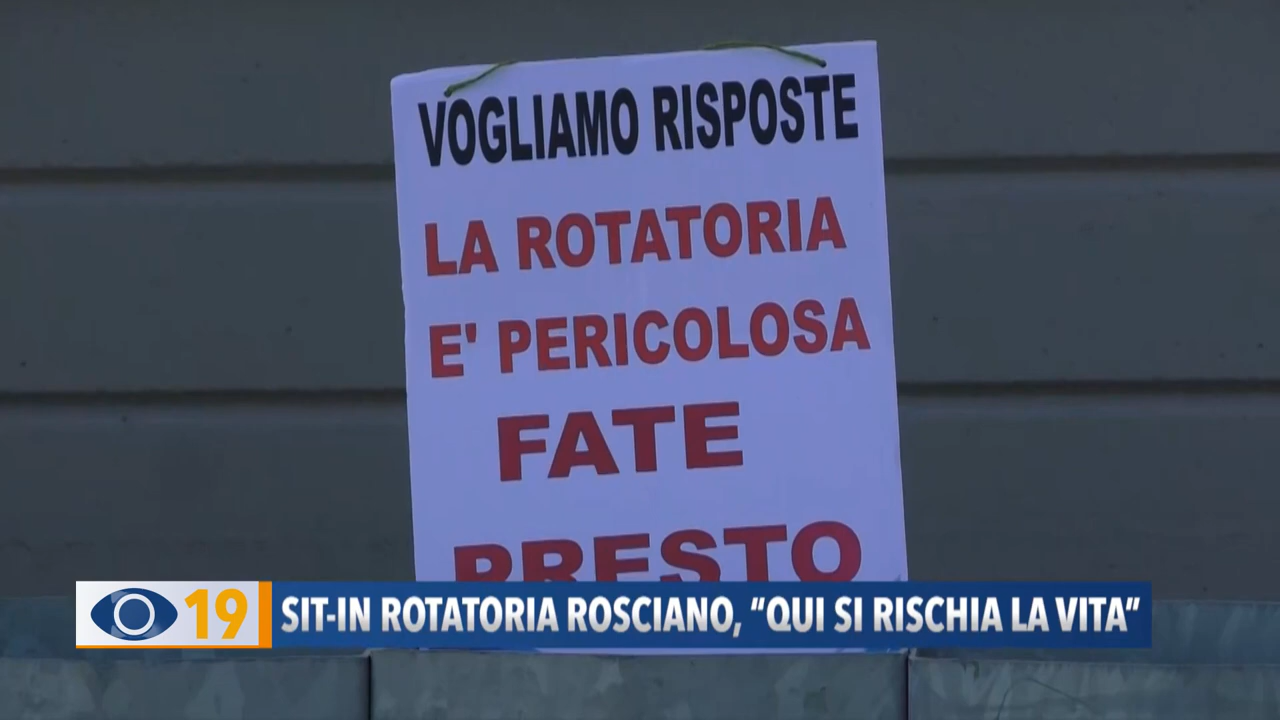 VOGLIAMO RISPOSTE
LA ROTATORIA
E' PERICOLOSA
FATE
PRESTO
19 SIT-IN ROTATORIA ROSCIANO, “QUI SI RISCHIA LA VITA”